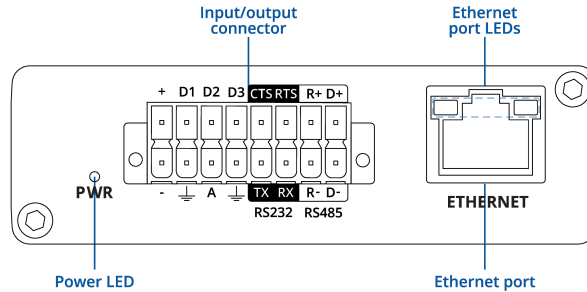 Input/output
connector
Ethernet
port LEDs
+ D1 D2 D3 CTS RTS R+ D+
PWR
- A TX RX R- D-
RS232 RS485
ETHERNET
Power LED
Ethernet port